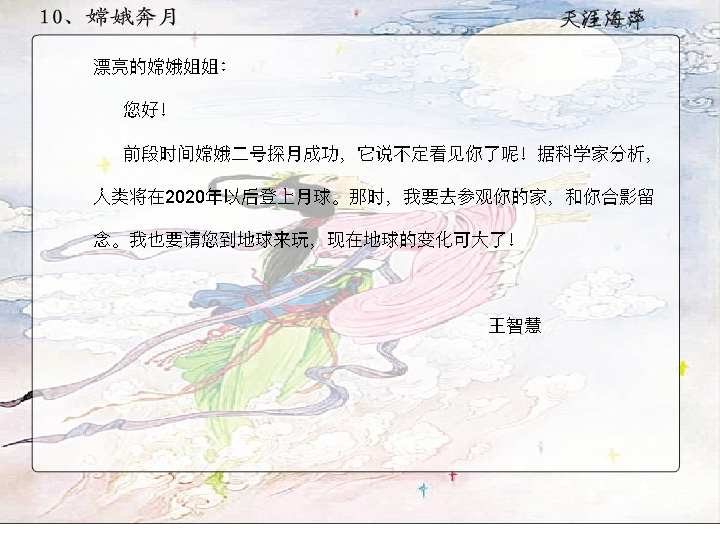 10、嫦娥奔月
天涯海萍
漂亮的嫦娥姐姐：
您好！
前段时间嫦娥二号探月成功，它说不定看见你了呢！据科学家分析，
人类将在2020年以后登上月球。那时，我要去参观你的家，和你合影留
念。我也要请您到地球来玩，现在地球的变化可大了！
王智慧